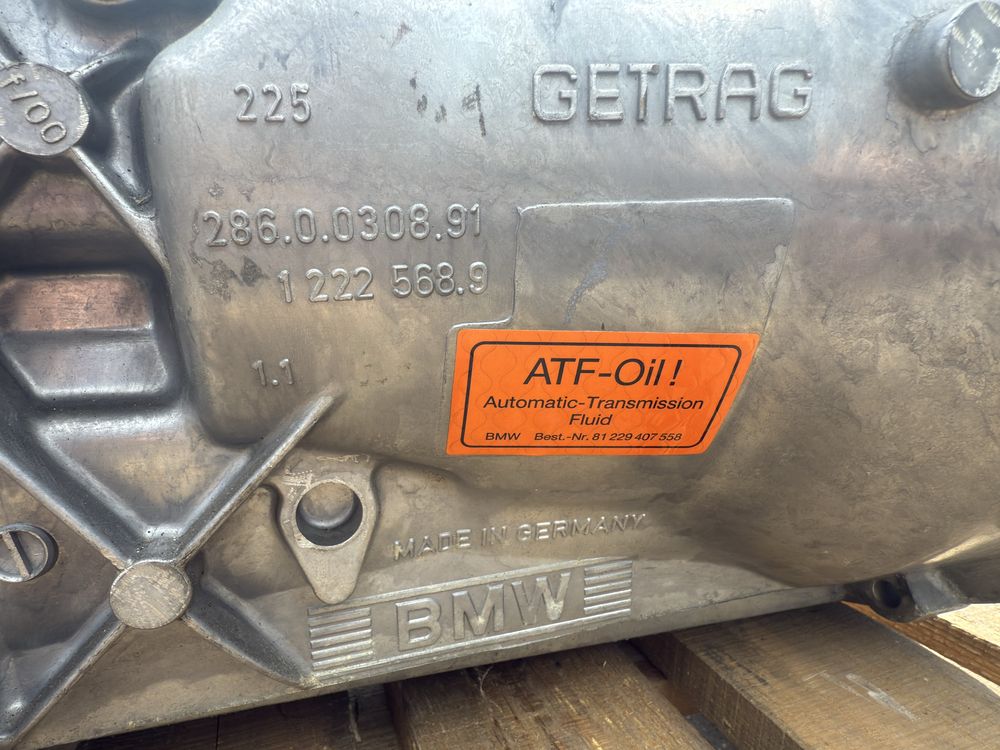 f100
225
GETRAG
286.0.0308.91
1 222 568.9
1.1
ATF-Oil!
Automatic-Transmission
Fluid
BMW Best.-Nr. 81 229 407 558
MADE IN GERMANY
BMW